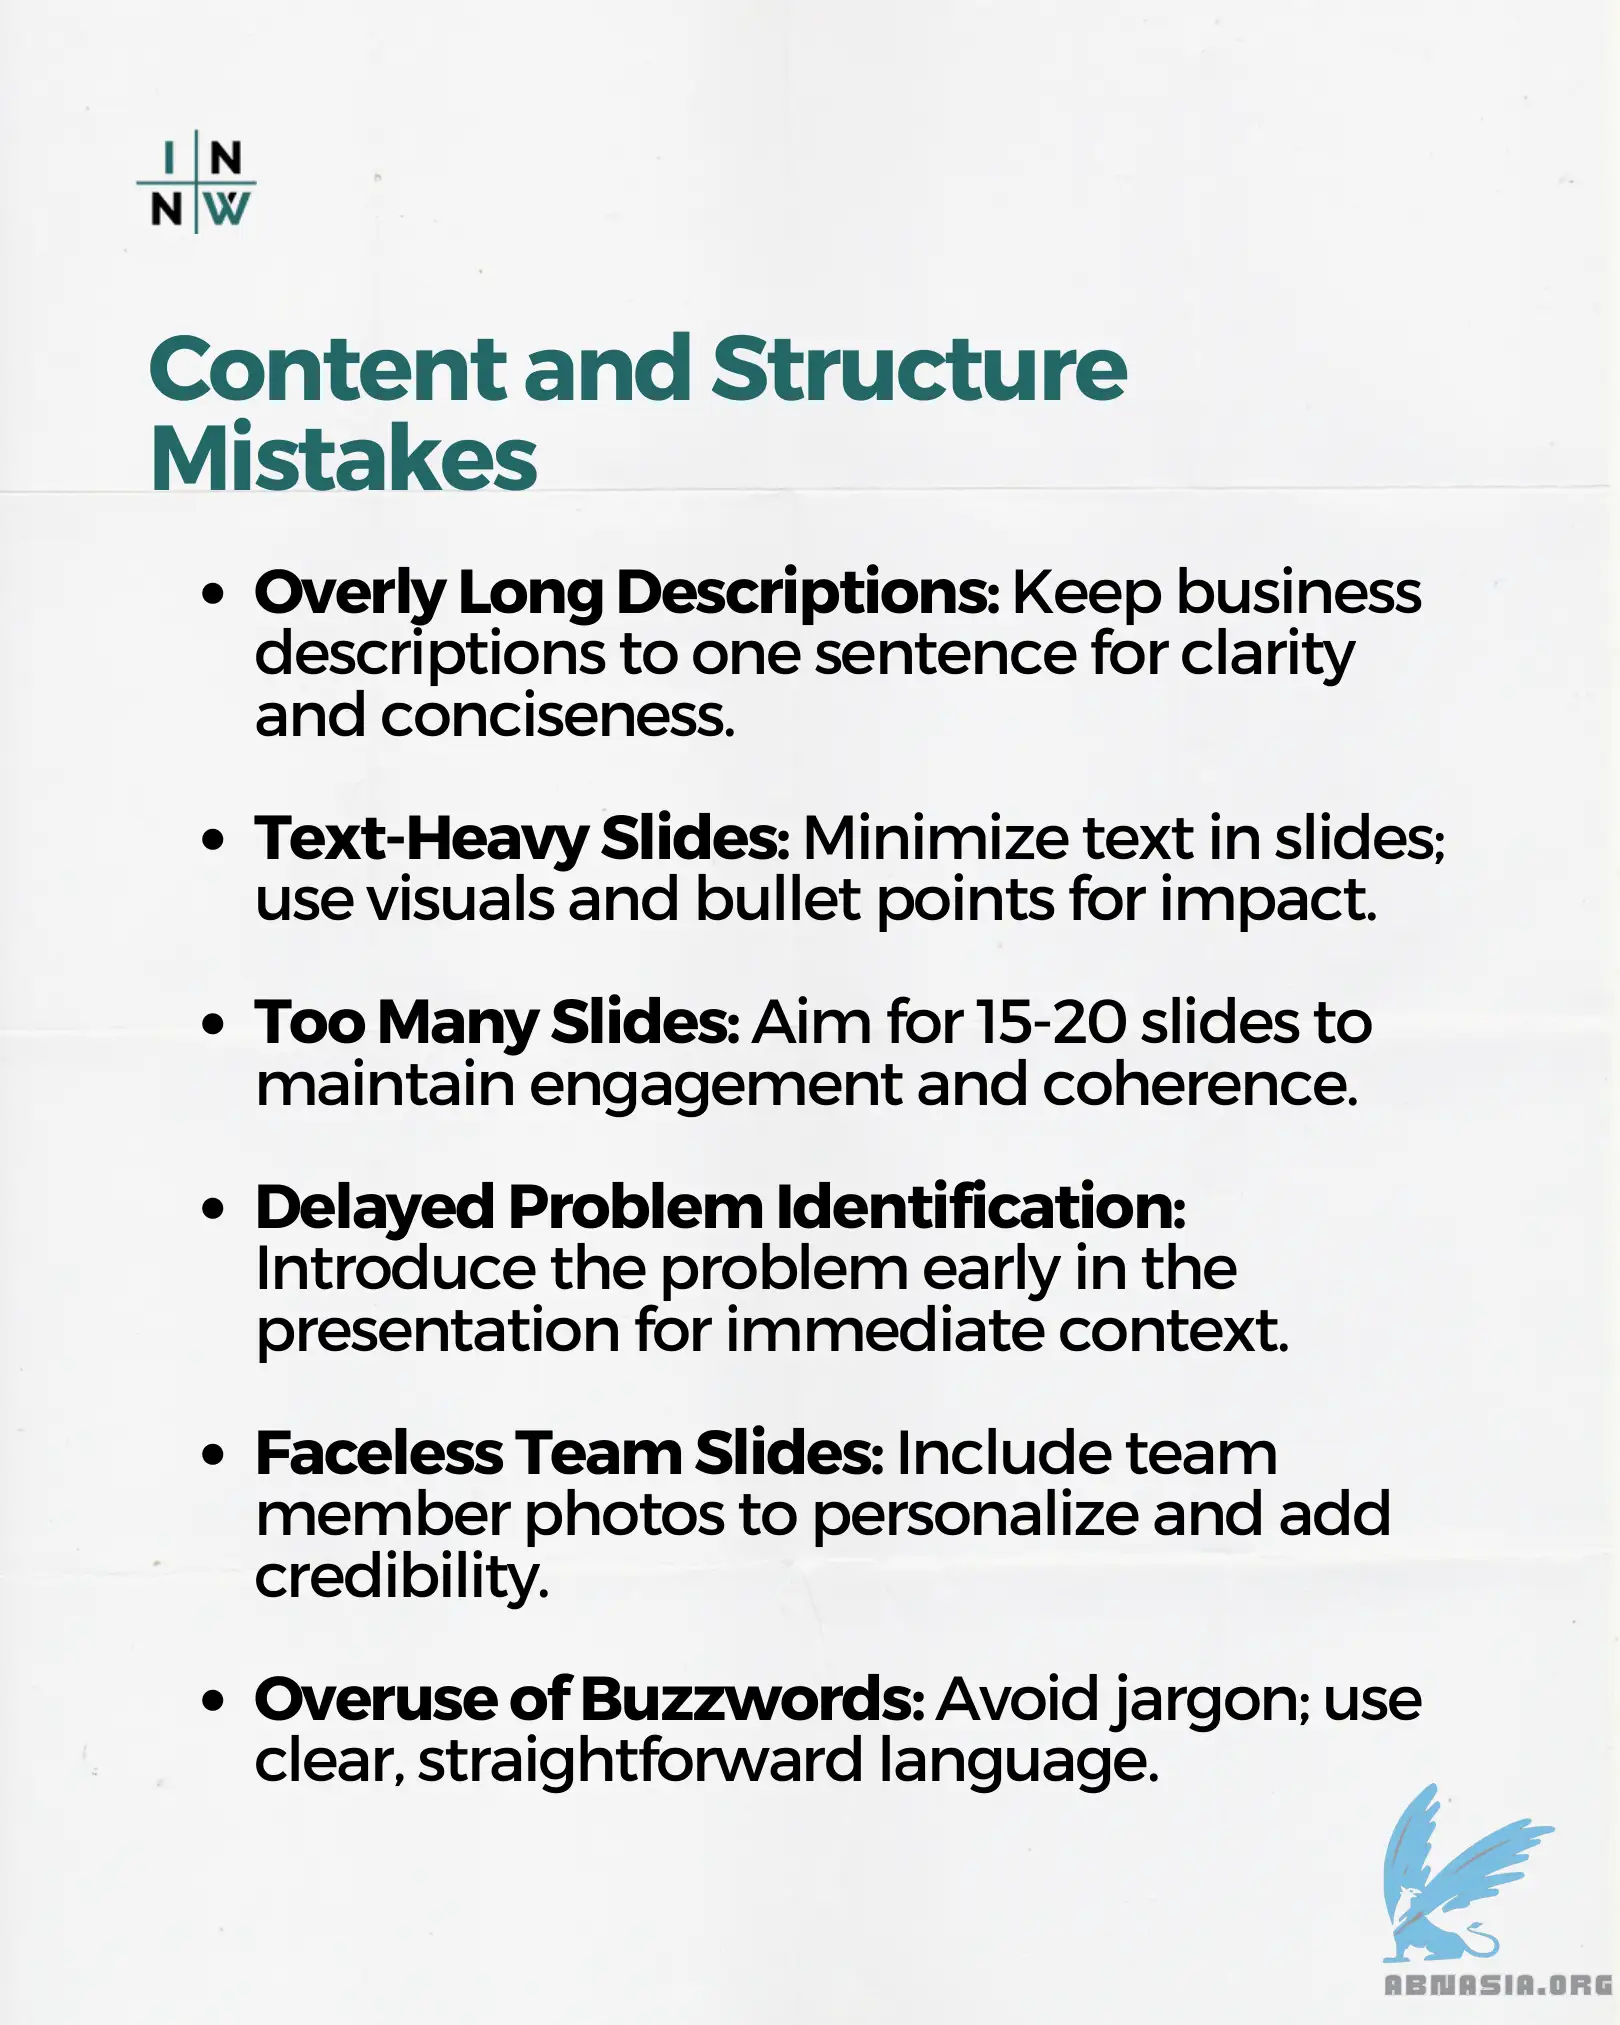 I N
N W
Content and Structure
Mistakes
• Overly Long Descriptions: Keep business
descriptions to one sentence for clarity
and conciseness.
• Text-Heavy Slides: Minimize text in slides;
use visuals and bullet points for impact.
• Too Many Slides: Aim for 15-20 slides to
maintain engagement and coherence.
• Delayed Problem Identification:
Introduce the problem early in the
presentation for immediate context.
• Faceless Team Slides: Include team
member photos to personalize and add
credibility.
• Overuse of Buzzwords: Avoid jargon; use
clear, straightforward language.
ABNASIA.ORG